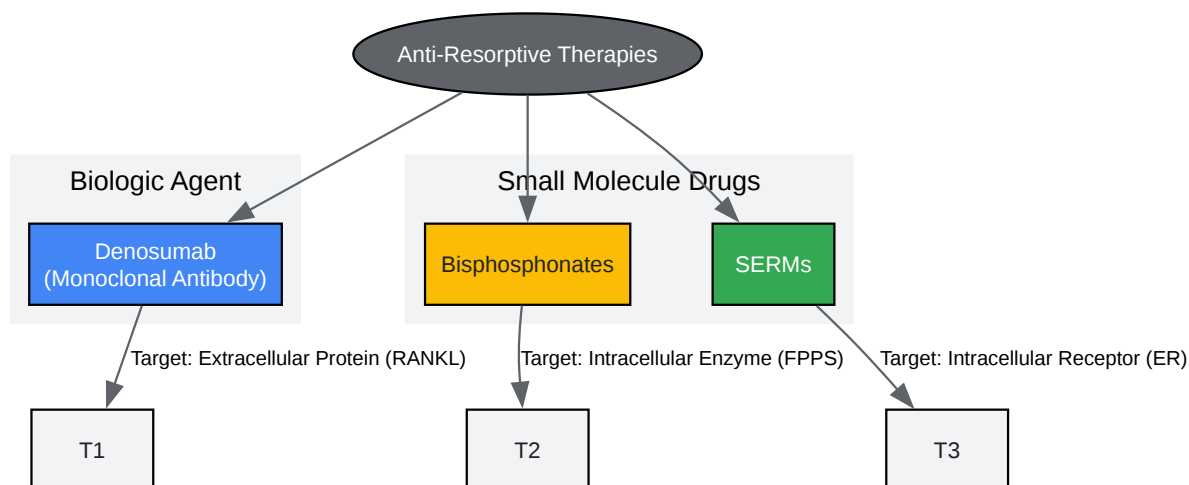 Anti-Resorptive Therapies
Biologic Agent
Small Molecule Drugs
Denosumab
(Monoclonal Antibody)
Bisphosphonates
SERMs
Target: Extracellular Protein (RANKL)
Target: Intracellular Enzyme (FPPS)
Target: Intracellular Receptor (ER)
T1
T2
T3